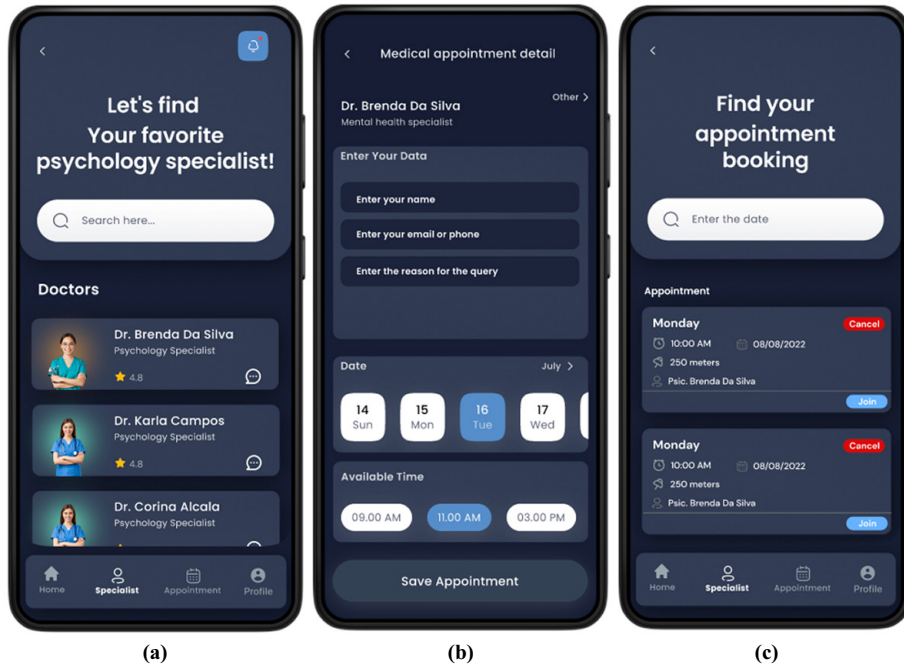 Let's find
Your favorite
psychology specialist!
Search here...
Doctors
Dr. Brenda Da Silva
Psychology Specialist
4.8
Dr. Karla Campos
Psychology Specialist
4.8
Dr. Corina Alcala
Psychology Specialist
Home Specialist Appointment Profile
(a)
Medical appointment detail
Dr. Brenda Da Silva Other >
Mental health specialist
Enter Your Data
Enter your name
Enter your email or phone
Enter the reason for the query
Date July >
14 15 16 17
Sun Mon Tue Wed
Available Time
09.00 AM 11.00 AM 03.00 PM
Save Appointment
(b)
Find your
appointment
booking
Enter the date
Appointment
Monday Cancel
10:00 AM 08/08/2022
250 meters
Psic. Brenda Da Silva
Join
Monday Cancel
10:00 AM 08/08/2022
250 meters
Psic. Brenda Da Silva
Join
Home Specialist Appointment Profile
(c)